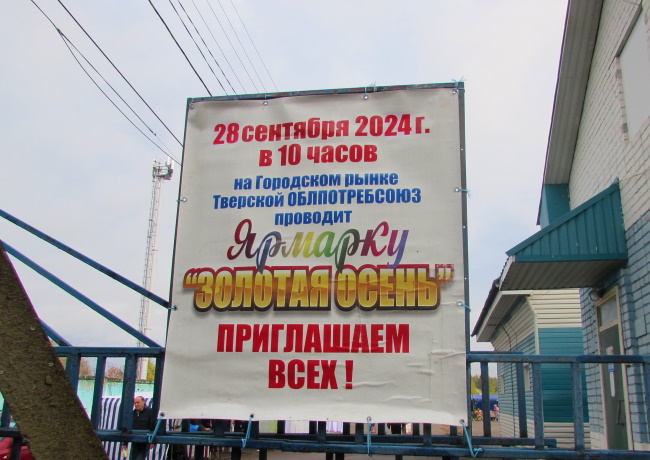 28 сентября 2024 г.
в 10 часов
на Городском рынке
Тверской ОБЛПОТРЕБСОЮЗ
проводит
Ярмарку
"ЗОЛОТАЯ ОСЕНЬ"
ПРИГЛАШАЕМ
ВСЕХ !